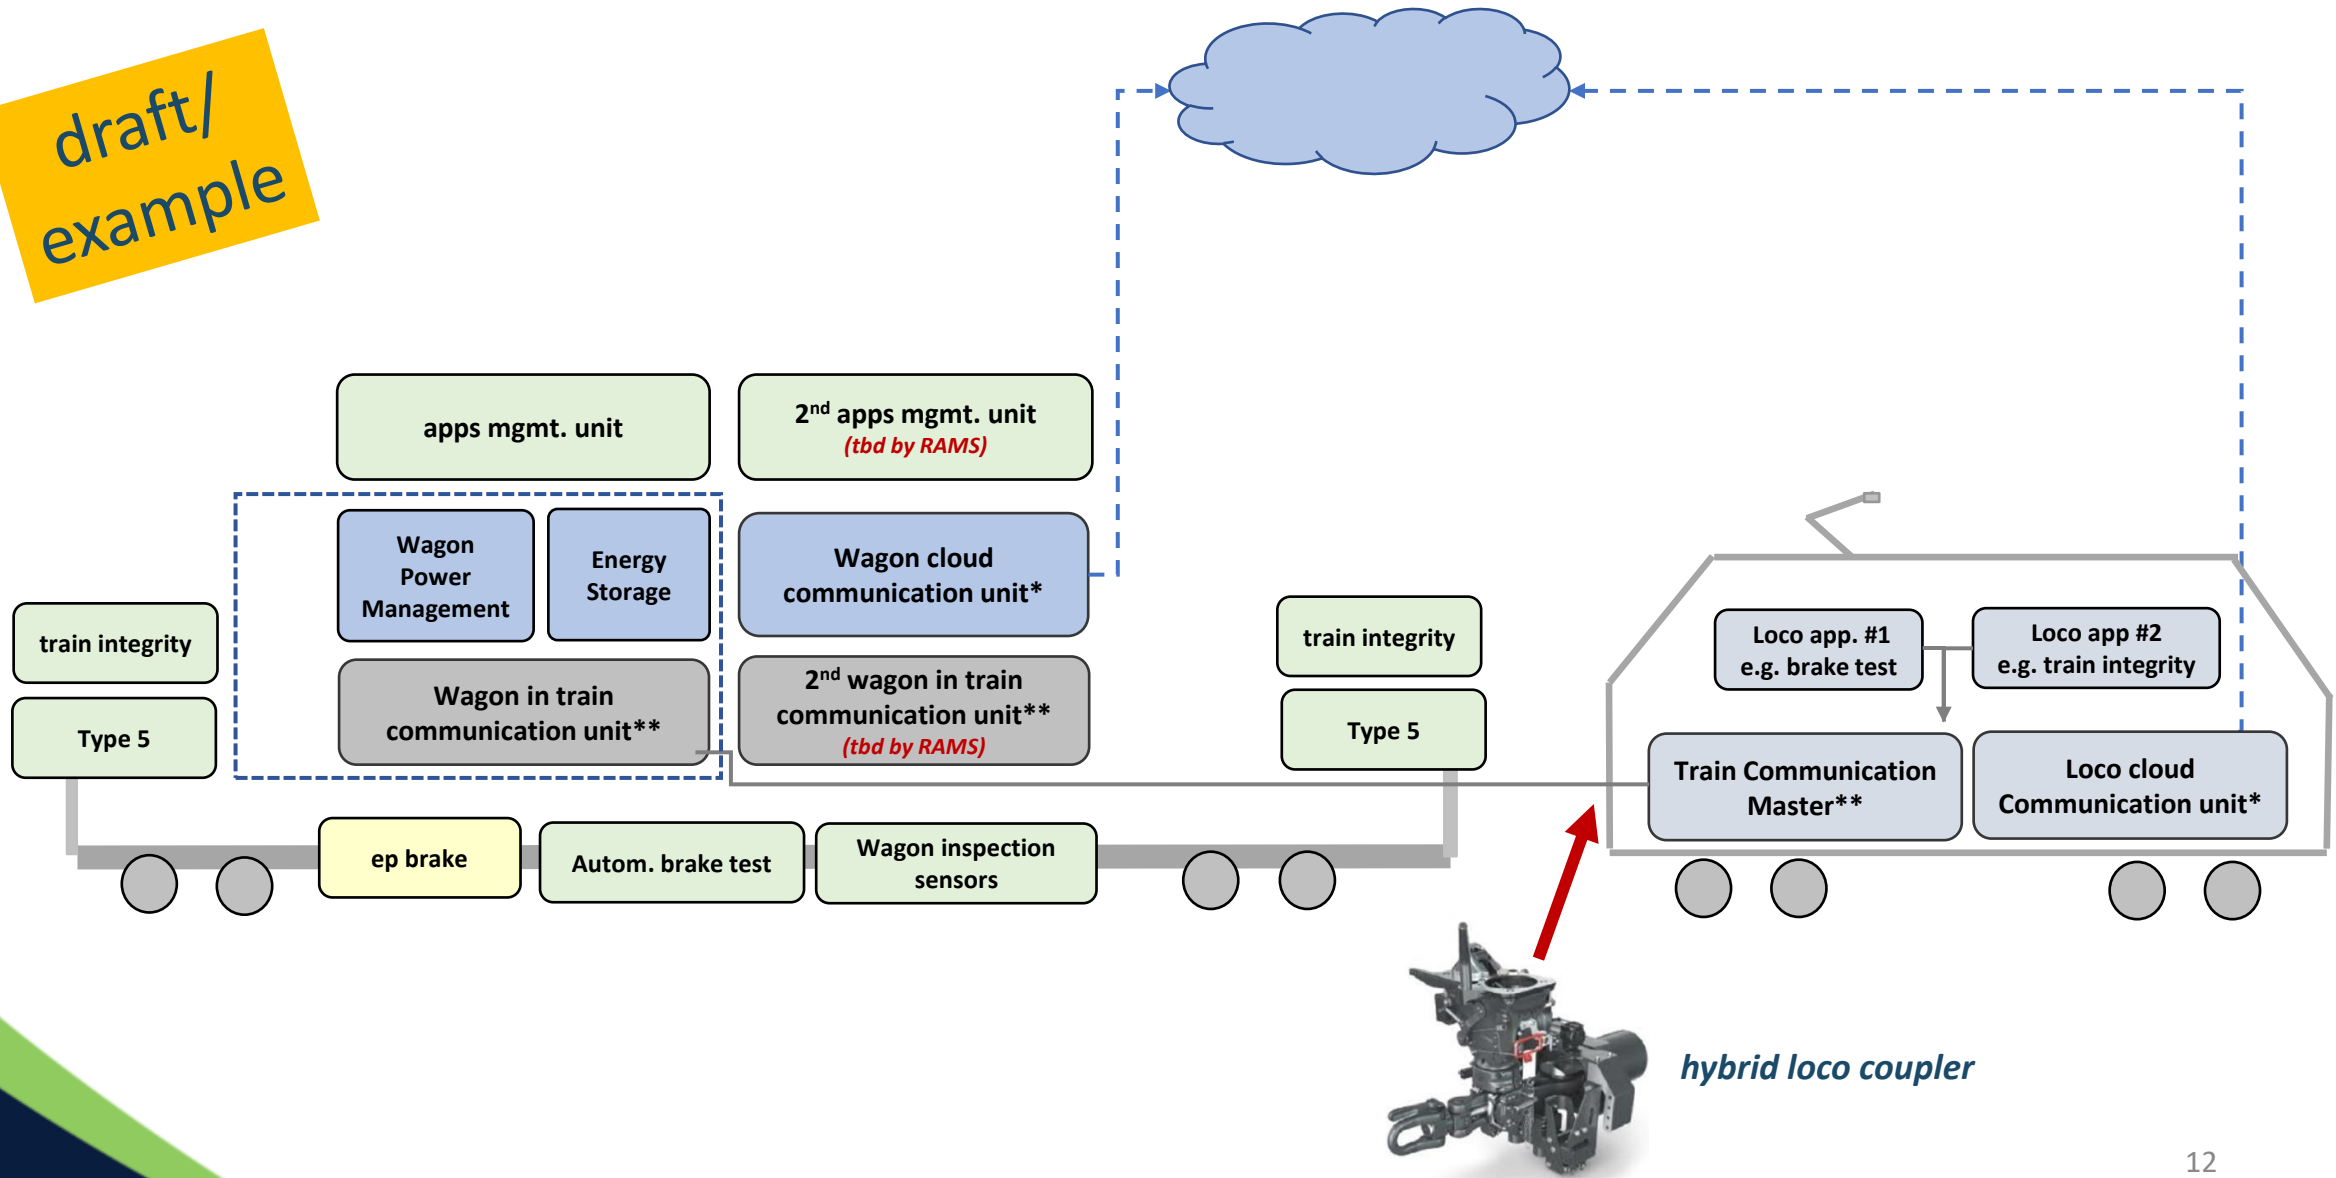 draft/
example
apps mgmt. unit
2nd apps mgmt. unit
(tbd by RAMS)
Wagon
Power
Management
Energy
Storage
Wagon cloud
communication unit*
train integrity
Type 5
Wagon in train
communication unit**
2nd wagon in train
communication unit**
(tbd by RAMS)
train integrity
Type 5
ep brake
Autom. brake test
Wagon inspection
sensors
Loco app. #1
e.g. brake test
Loco app #2
e.g. train integrity
Train Communication
Master**
Loco cloud
Communication unit*
hybrid loco coupler
12